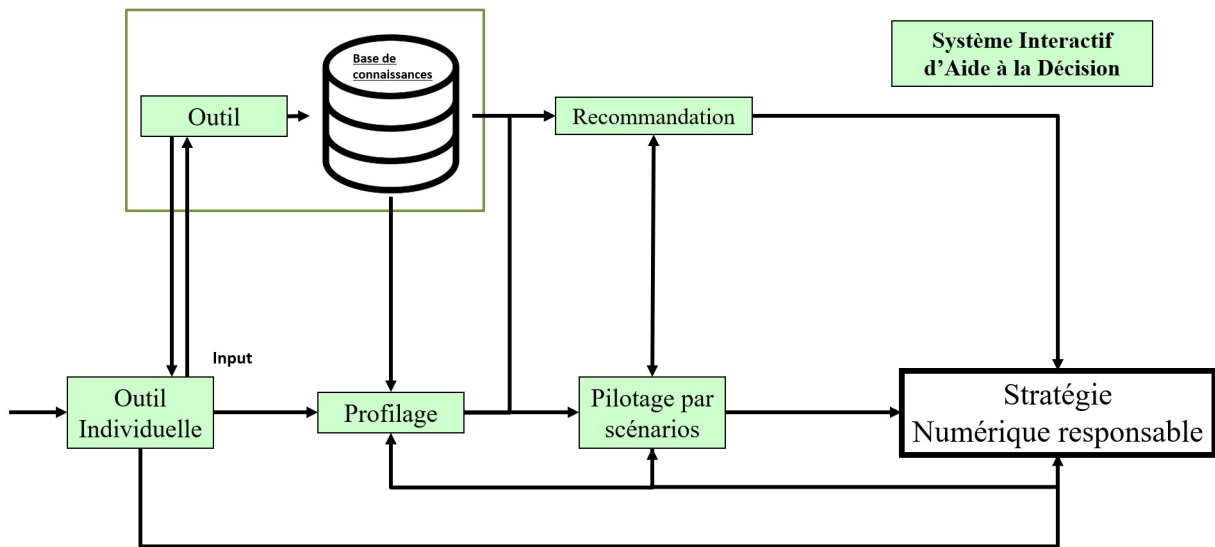 Base de
connaissances
Système Interactif
d'Aide à la Décision
Outil
Recommandation
Input
Outil
Individuelle
Profilage
Pilotage par
scénarios
Stratégie
Numérique responsable